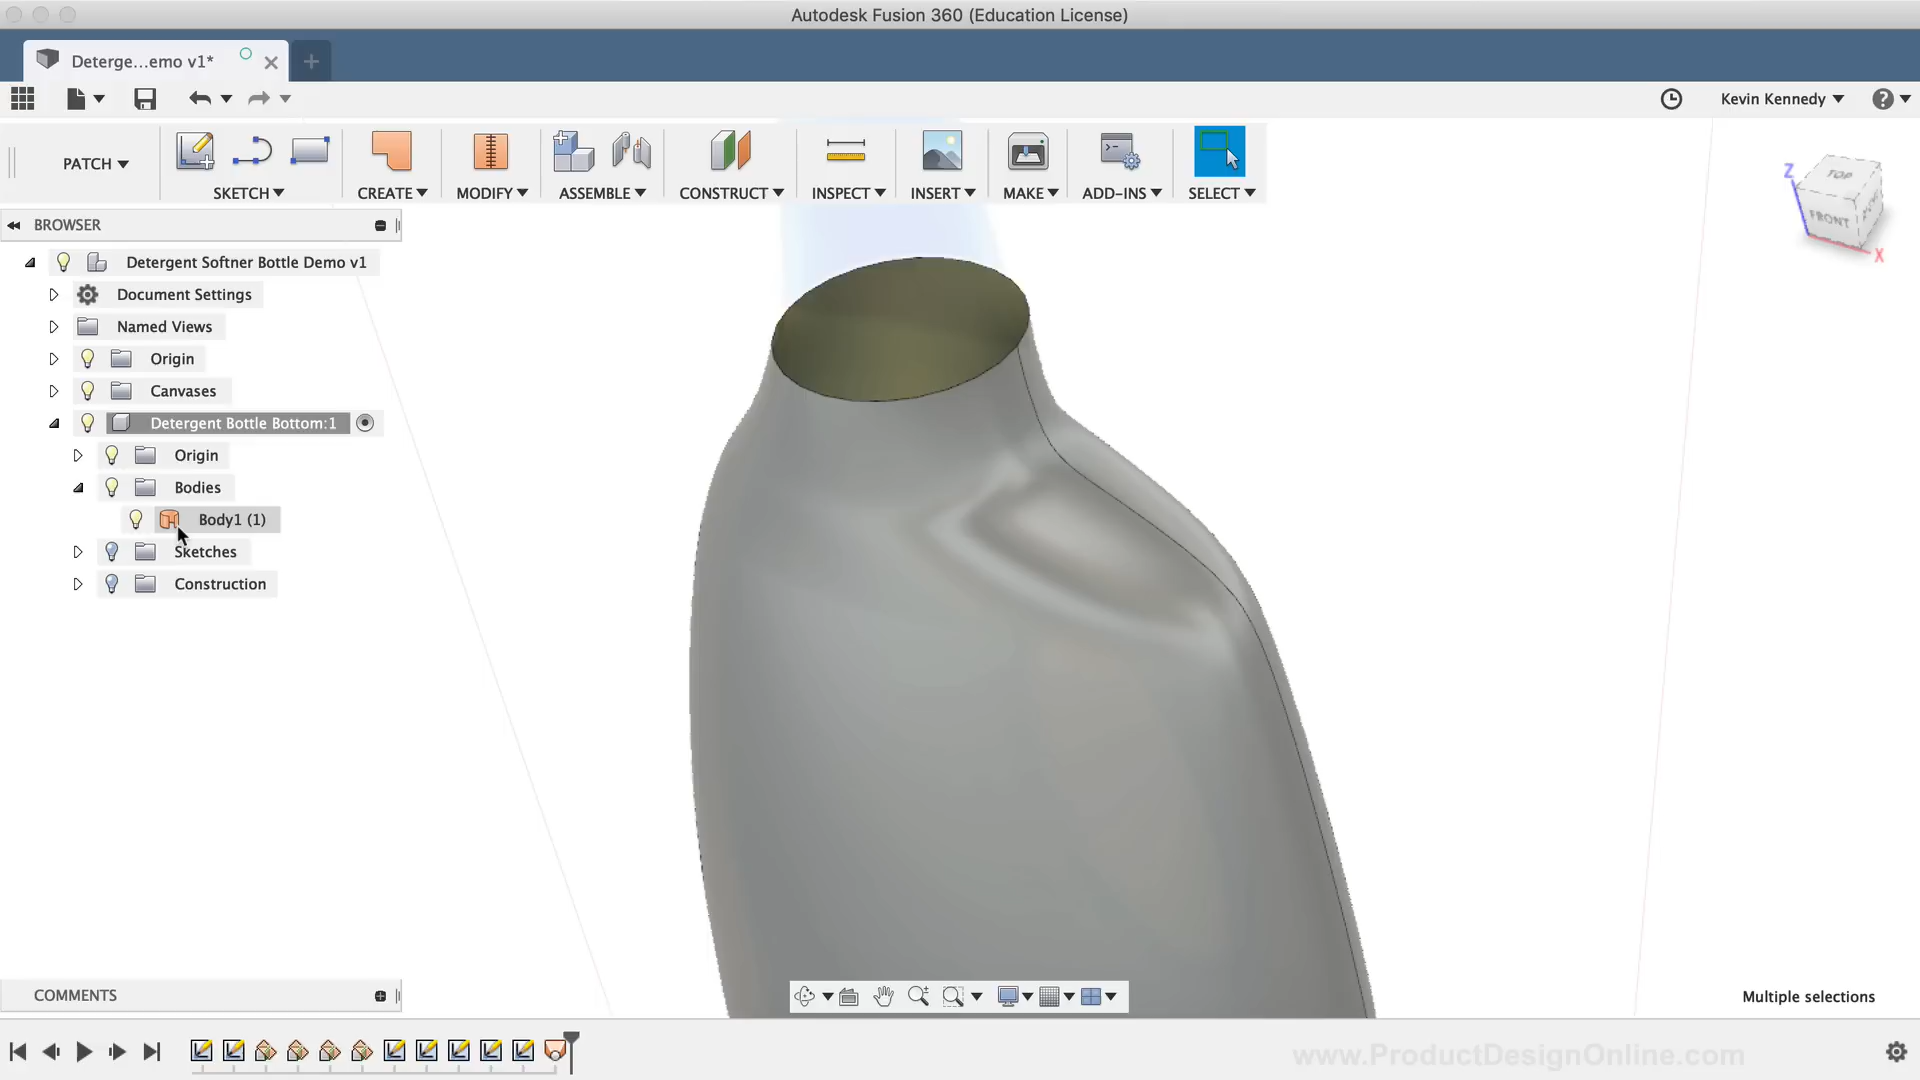 Autodesk Fusion 360 (Education License)
Deterge...emo v1*
Kevin Kennedy
PATCH
SKETCH
CREATE
MODIFY
ASSEMBLE
CONSTRUCT
INSPECT
INSERT
MAKE
ADD-INS
SELECT
Z
TOP
FRONT
X
BROWSER
Detergent Softner Bottle Demo v1
Document Settings
Named Views
Origin
Canvases
Detergent Bottle Bottom:1
Origin
Bodies
Body1 (1)
Sketches
Construction
COMMENTS
Multiple selections
www.ProductDesignOnline.com